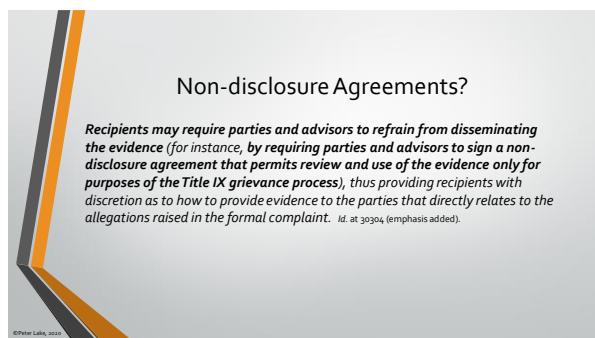 Non-disclosure Agreements?
Recipients may require parties and advisors to refrain from disseminating
the evidence (for instance, by requiring parties and advisors to sign a non-
disclosure agreement that permits review and use of the evidence only for
purposes of the Title IX grievance process), thus providing recipients with
discretion as to how to provide evidence to the parties that directly relates to the
allegations raised in the formal complaint. Id. at 30304 (emphasis added).
©Peter Lake, 2020